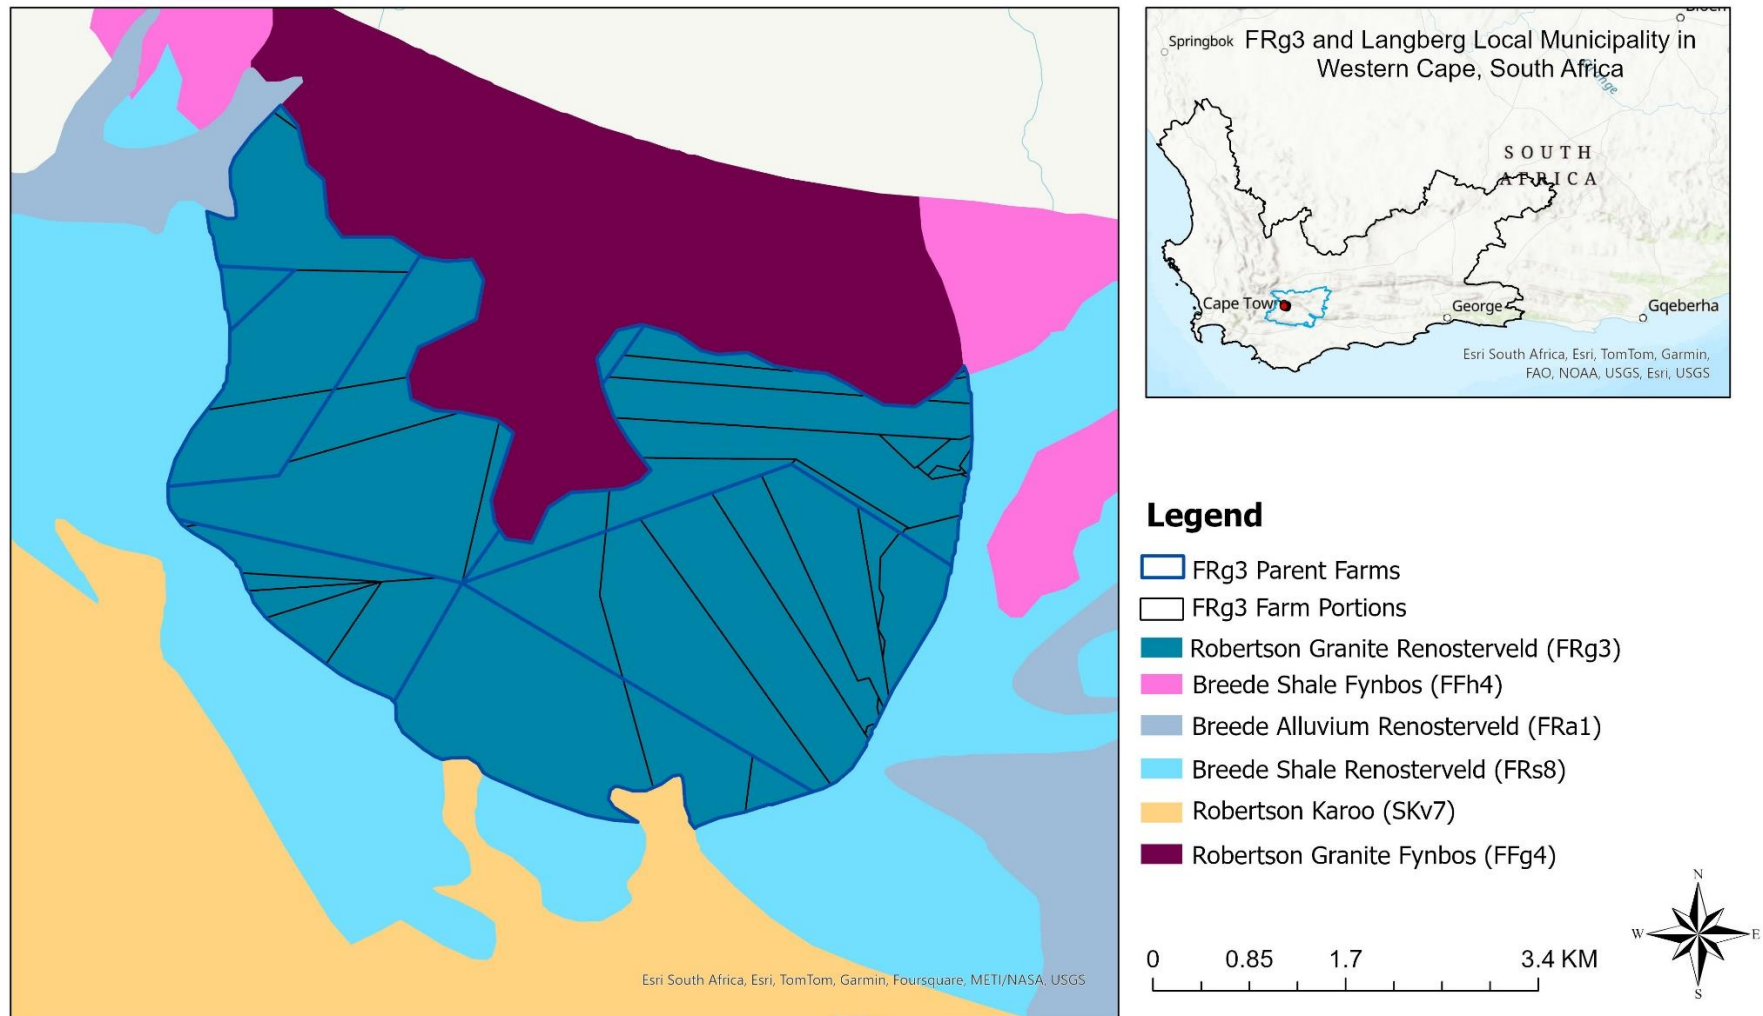 Esri South Africa, Esri, TomTom, Garmin, Foursquare, METI/NASA, USGS
FRg3 and Langberg Local Municipality in
Western Cape, South Africa
Springbok
SOUTH
AFRICA
Cape Town
George
Gqeberha
Esri South Africa, Esri, TomTom, Garmin,
FAO, NOAA, USGS, Esri, USGS
Legend
FRg3 Parent Farms
FRg3 Farm Portions
Robertson Granite Renosterveld (FRg3)
Breede Shale Fynbos (FFh4)
Breede Alluvium Renosterveld (FRa1)
Breede Shale Renosterveld (FRs8)
Robertson Karoo (SKv7)
Robertson Granite Fynbos (FFg4)
0 0.85 1.7 3.4 KM
N
W E
S